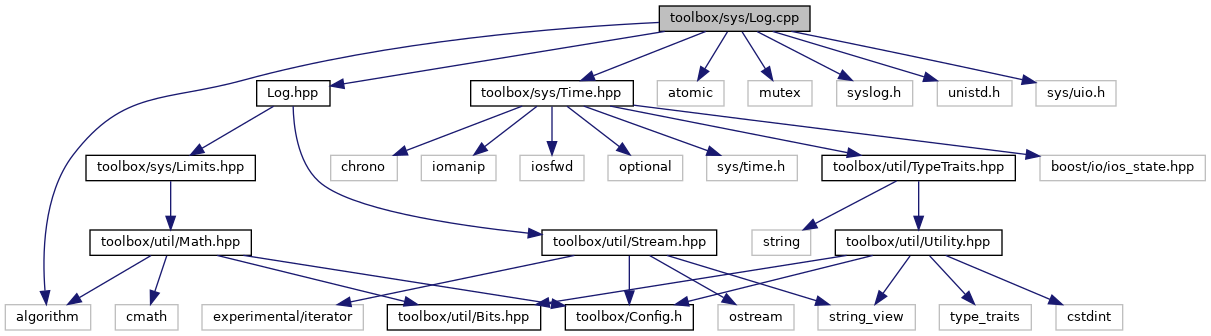 toolbox/sys/Log.cpp
Log.hpp
toolbox/sys/Time.hpp
atomic
mutex
syslog.h
unistd.h
sys/uio.h
toolbox/sys/Limits.hpp
chrono
iomanip
iosfwd
optional
sys/time.h
toolbox/util/TypeTraits.hpp
boost/io/ios_state.hpp
toolbox/util/Math.hpp
toolbox/util/Stream.hpp
string
toolbox/util/Utility.hpp
algorithm
cmath
experimental/iterator
toolbox/util/Bits.hpp
toolbox/Config.h
ostream
string_view
type_traits
cstdint